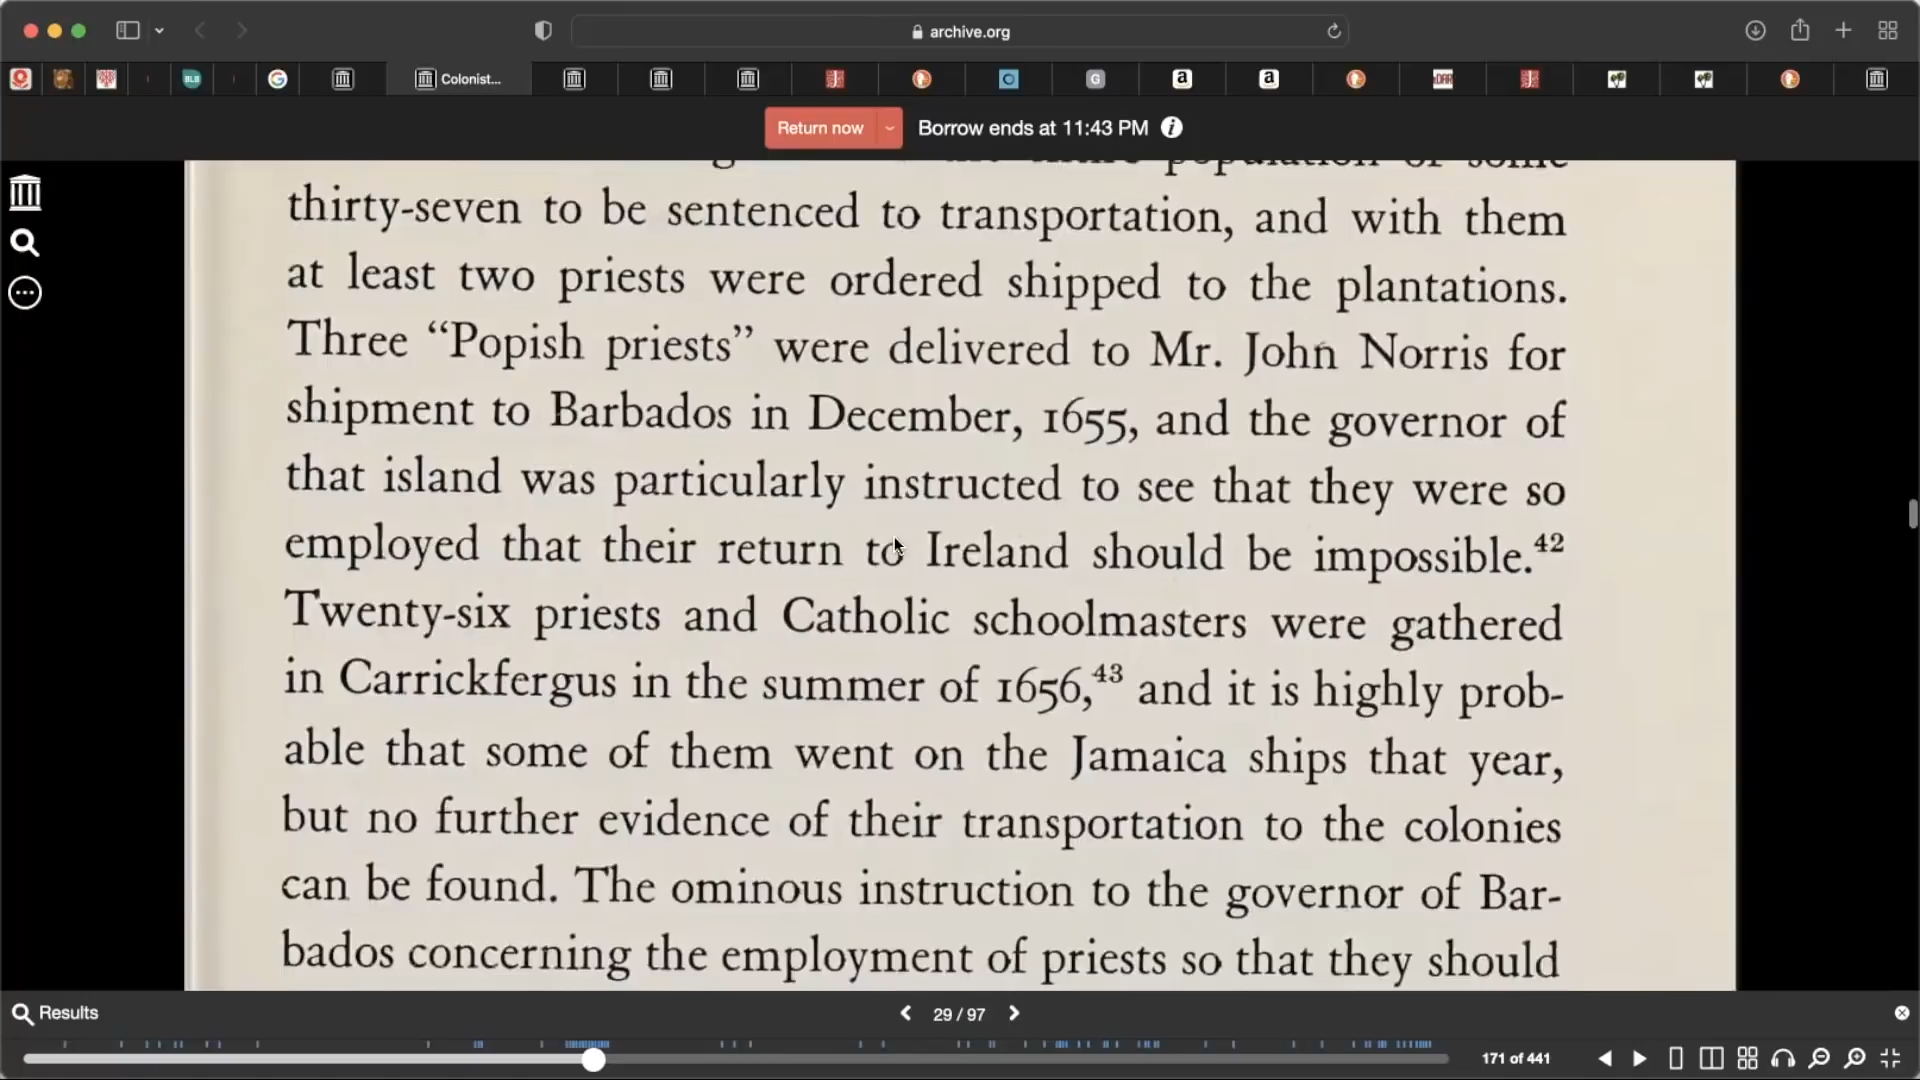 archive.org
BLB
G
Colonist...
G
a
a
DAR
Return now
Borrow ends at 11:43 PM
population of some
thirty-seven to be sentenced to transportation, and with them
at least two priests were ordered shipped to the plantations.
Three “Popish priests” were delivered to Mr. John Norris for
shipment to Barbados in December, 1655, and the governor of
that island was particularly instructed to see that they were so
employed that their return to Ireland should be impossible.42
Twenty-six priests and Catholic schoolmasters were gathered
in Carrickfergus in the summer of 1656,43 and it is highly prob-
able that some of them went on the Jamaica ships that year,
but no further evidence of their transportation to the colonies
can be found. The ominous instruction to the governor of Bar-
bados concerning the employment of priests so that they should
Results
29 / 97
171 of 441